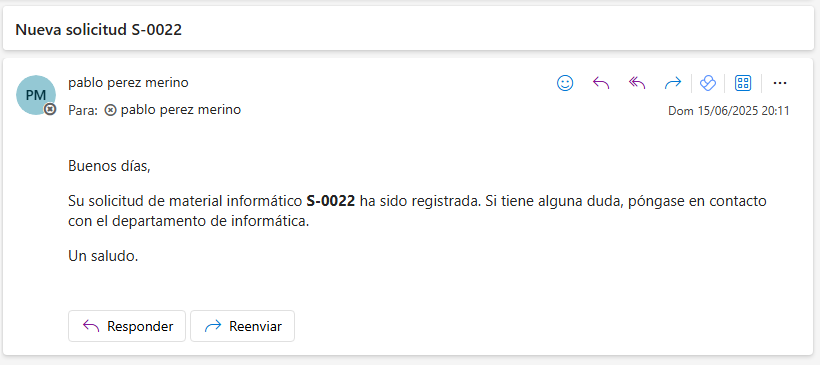 Nueva solicitud S-0022
PM
pablo perez merino
Para: pablo perez merino
Dom 15/06/2025 20:11
Buenos días,
Su solicitud de material informático S-0022 ha sido registrada. Si tiene alguna duda, póngase en contacto
con el departamento de informática.
Un saludo.
Responder
Reenviar